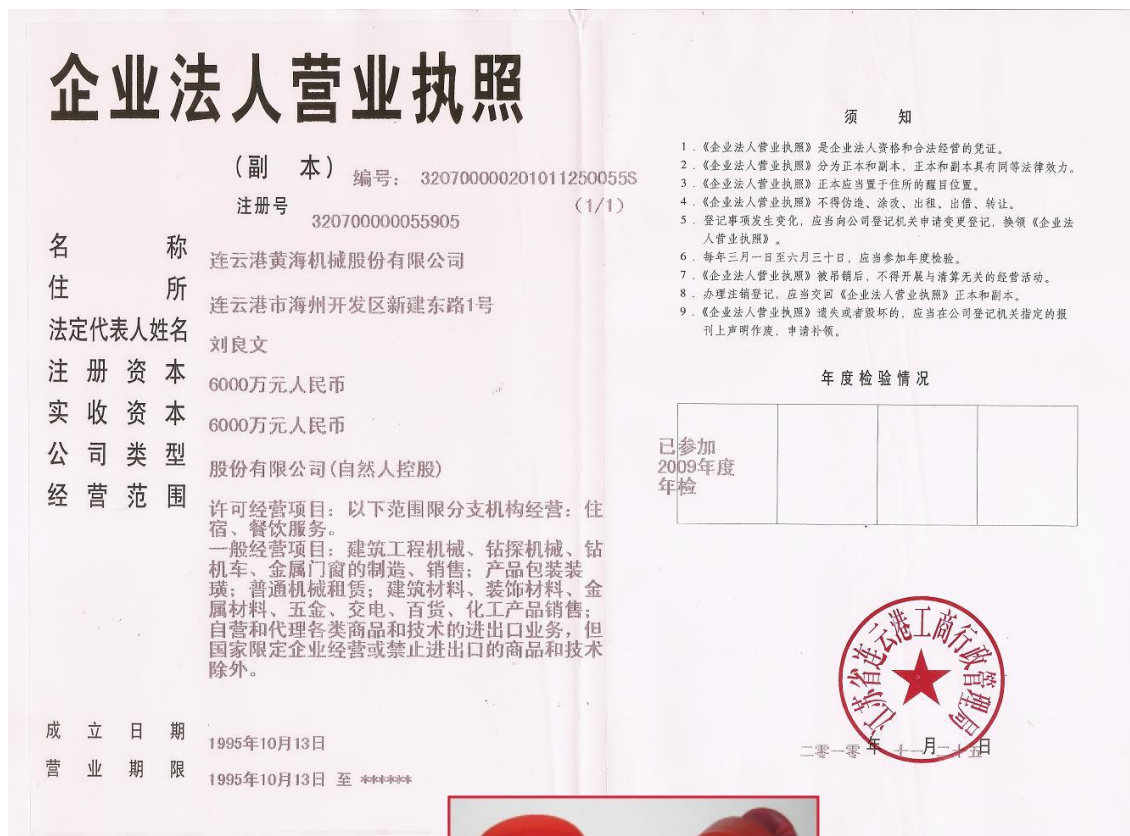 企业法人营业执照
（副 本） 编号： 320700000201011250055S
注册号 320700000055905 （1/1）
名 称 连云港黄海机械股份有限公司
住 所 连云港市海州开发区新建东路1号
法定代表人姓名 刘良文
注 册 资 本 6000万元人民币
实 收 资 本 6000万元人民币
公 司 类 型 股份有限公司(自然人控股)
经 营 范 围 许可经营项目：以下范围限分支机构经营：住
宿、餐饮服务。
一般经营项目：建筑工程机械、钻探机械、钻
机车、金属门窗的制造、销售；产品包装装
璜；普通机械租赁；建筑材料、装饰材料、金
属材料、五金、交电、百货、化工产品销售；
自营和代理各类商品和技术的进出口业务，但
国家限定企业经营或禁止进出口的商品和技术
除外。
成 立 日 期 1995年10月13日
营 业 期 限 1995年10月13日 至 ******
须 知
1．《企业法人营业执照》是企业法人资格和合法经营的凭证。
2．《企业法人营业执照》分为正本和副本，正本和副本具有同等法律效力。
3．《企业法人营业执照》正本应当置于住所的醒目位置。
4．《企业法人营业执照》不得伪造、涂改、出租、出借、转让。
5．登记事项发生变化，应当向公司登记机关申请变更登记，换领《企业法
人营业执照》。
6．每年三月一日至六月三十日，应当参加年度检验。
7．《企业法人营业执照》被吊销后，不得开展与清算无关的经营活动。
8．办理注销登记，应当交回《企业法人营业执照》正本和副本。
9．《企业法人营业执照》遗失或者毁坏的，应当在公司登记机关指定的报
刊上声明作废，申请补领。
年度检验情况
已参加
2009年度
年检
江苏省连云港工商行政管理局
二零一零 年 十一 月 二十五 日